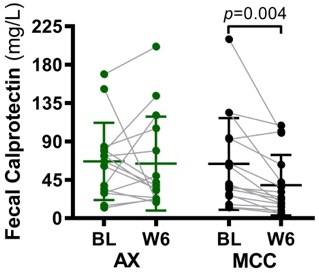 p=0.004
Fecal Calprotectin (mg/L)
225
180
135
90
45
0
BL W6 BL W6
AX MCC